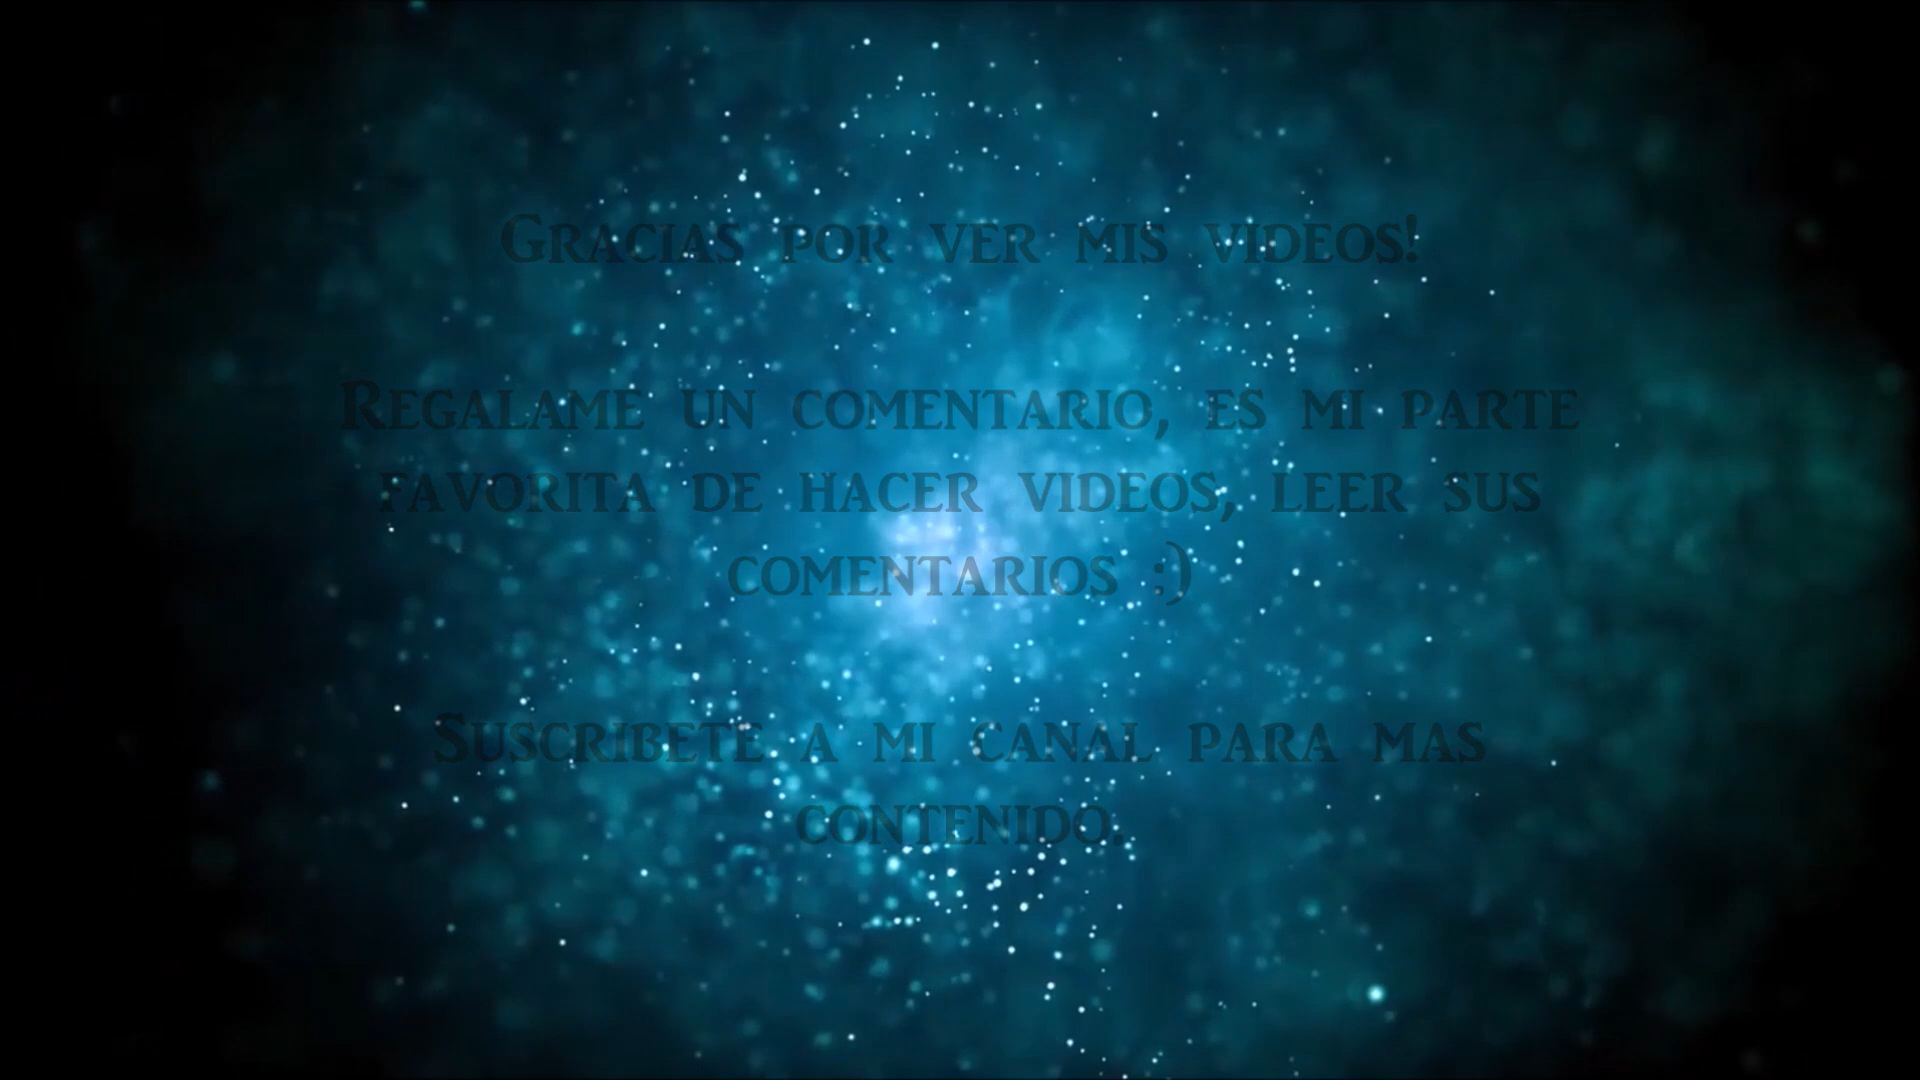 Gracias por ver mis videos!
Regalame un comentario, es mi parte
favorita de hacer videos, leer sus
comentarios :)
Suscribete a mi canal para mas
contenido.